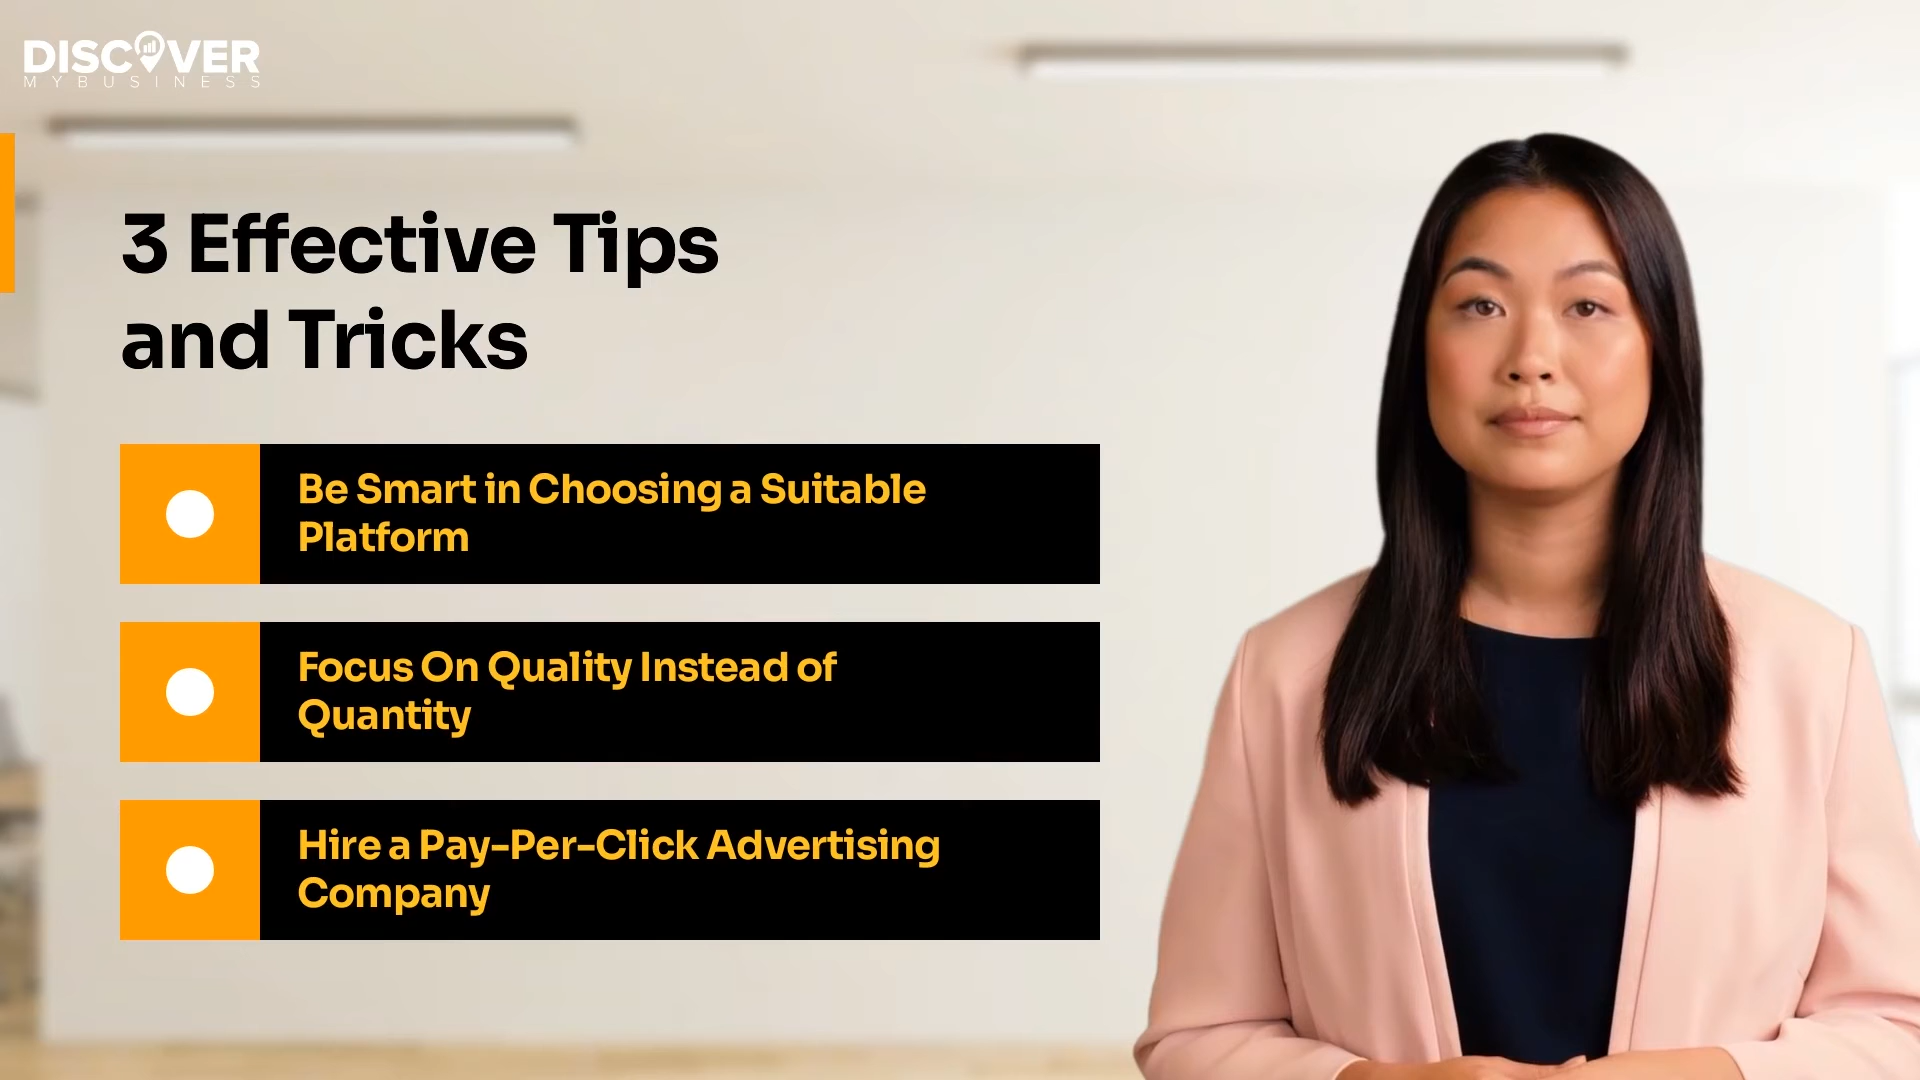 DISCOVER
MYBUSINESS
3 Effective Tips
and Tricks
Be Smart in Choosing a Suitable
Platform
Focus On Quality Instead of
Quantity
Hire a Pay-Per-Click Advertising
Company